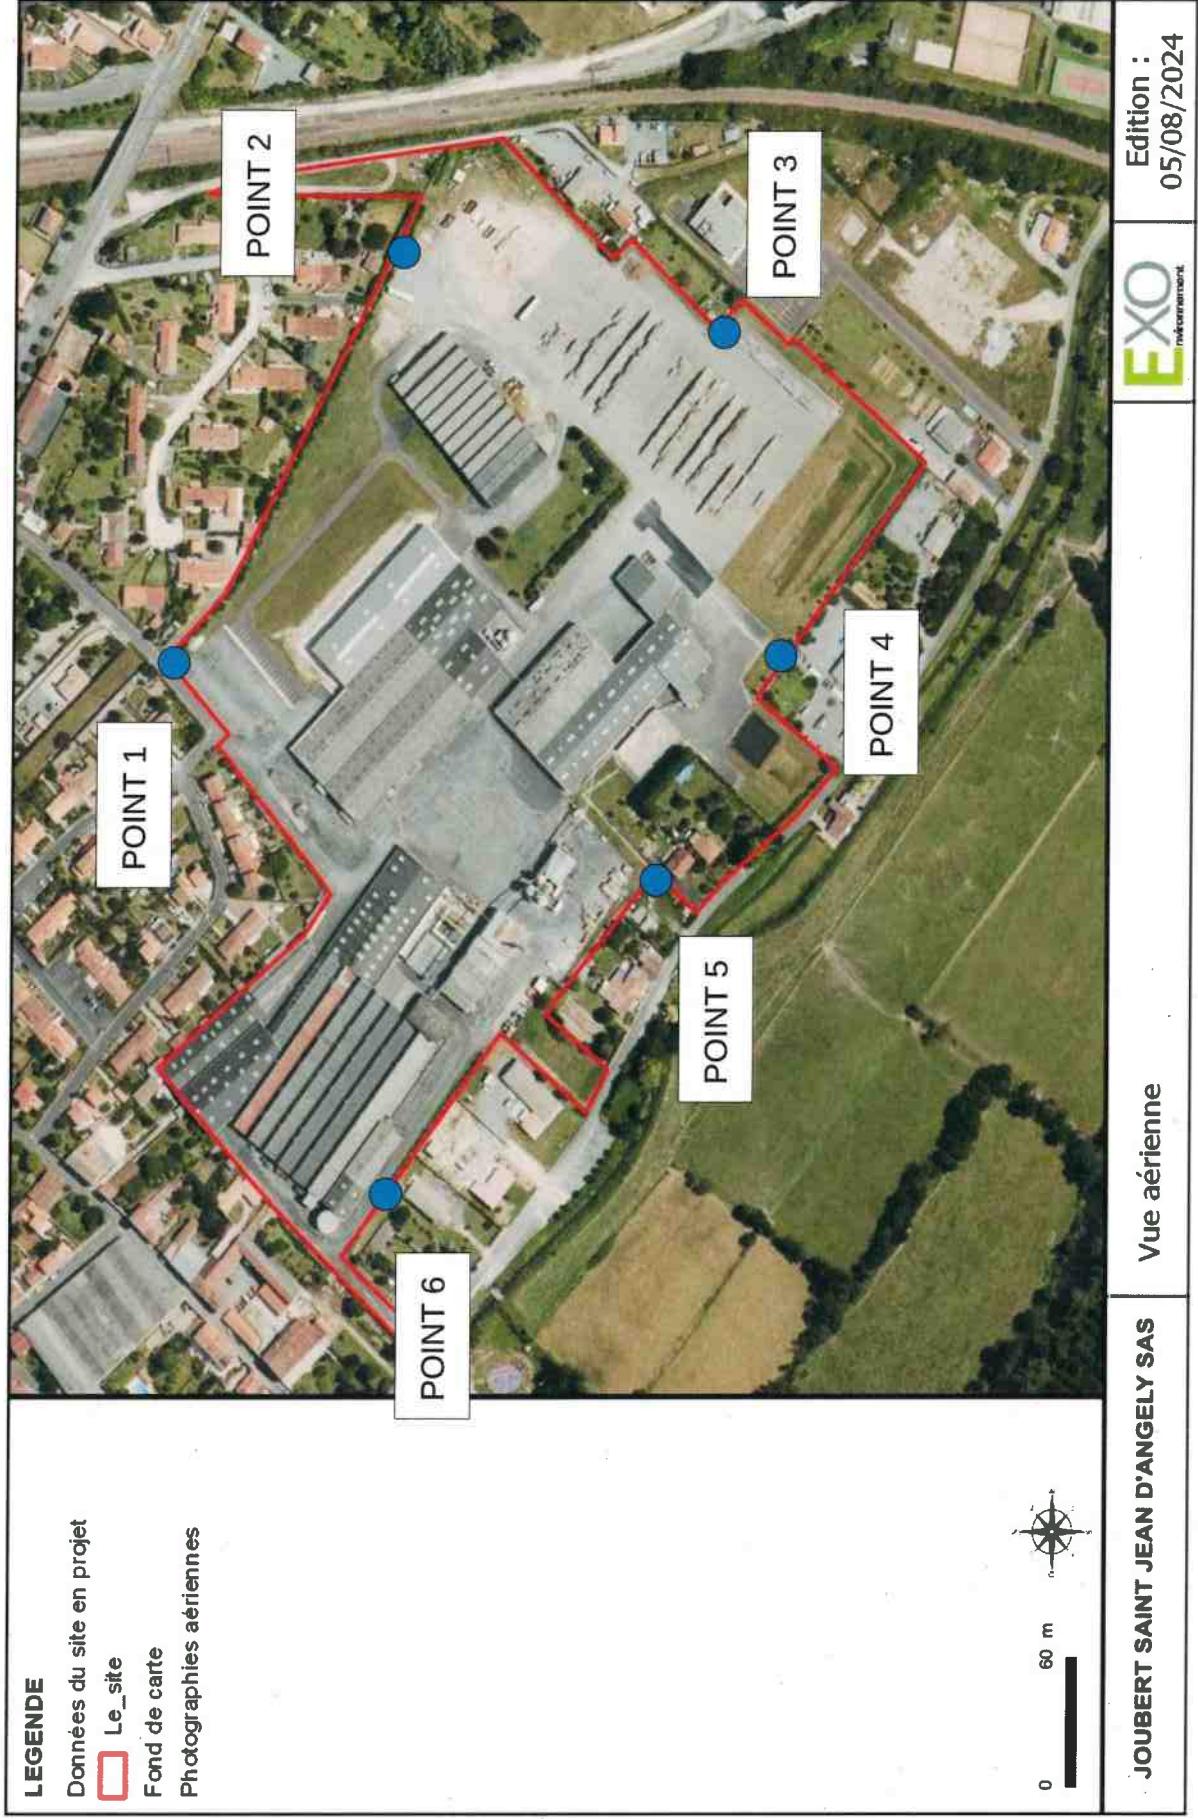 LEGENDE
Données du site en projet
Le_site
Fond de carte
Photographies aériennes
0 60 m
POINT 1
POINT 2
POINT 3
POINT 4
POINT 5
POINT 6
JOUBERT SAINT JEAN D'ANGELY SAS
Vue aérienne
EXO
nvironnement
Edition :
05/08/2024